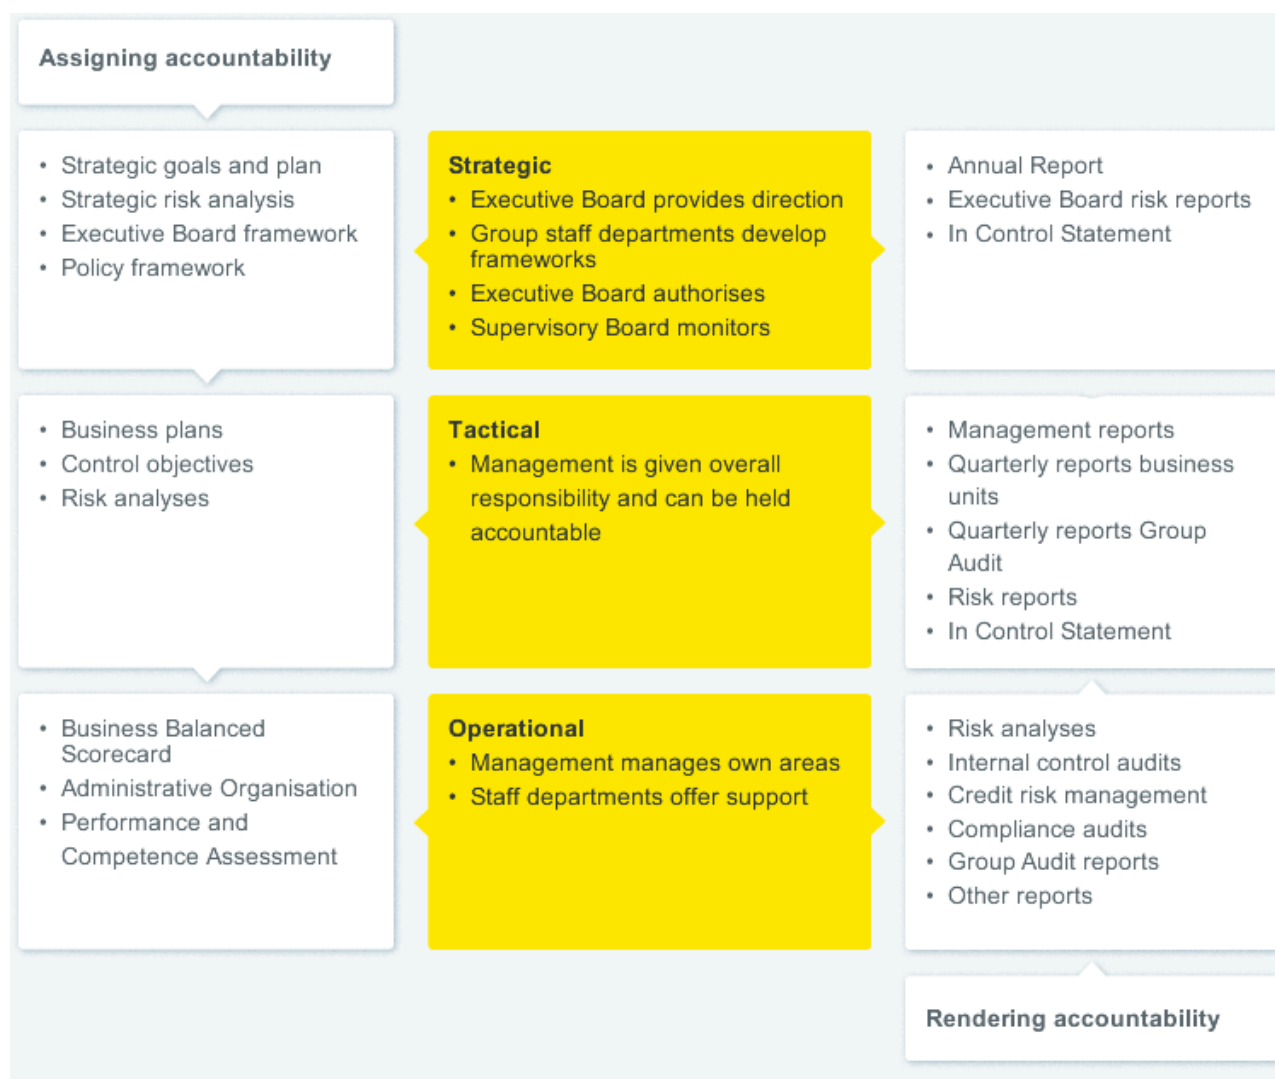 Assigning accountability
• Strategic goals and plan
• Strategic risk analysis
• Executive Board framework
• Policy framework
Strategic
• Executive Board provides direction
• Group staff departments develop
frameworks
• Executive Board authorises
• Supervisory Board monitors
• Annual Report
• Executive Board risk reports
• In Control Statement
• Business plans
• Control objectives
• Risk analyses
Tactical
• Management is given overall
responsibility and can be held
accountable
• Management reports
• Quarterly reports business
units
• Quarterly reports Group
Audit
• Risk reports
• In Control Statement
• Business Balanced
Scorecard
• Administrative Organisation
• Performance and
Competence Assessment
Operational
• Management manages own areas
• Staff departments offer support
• Risk analyses
• Internal control audits
• Credit risk management
• Compliance audits
• Group Audit reports
• Other reports
Rendering accountability